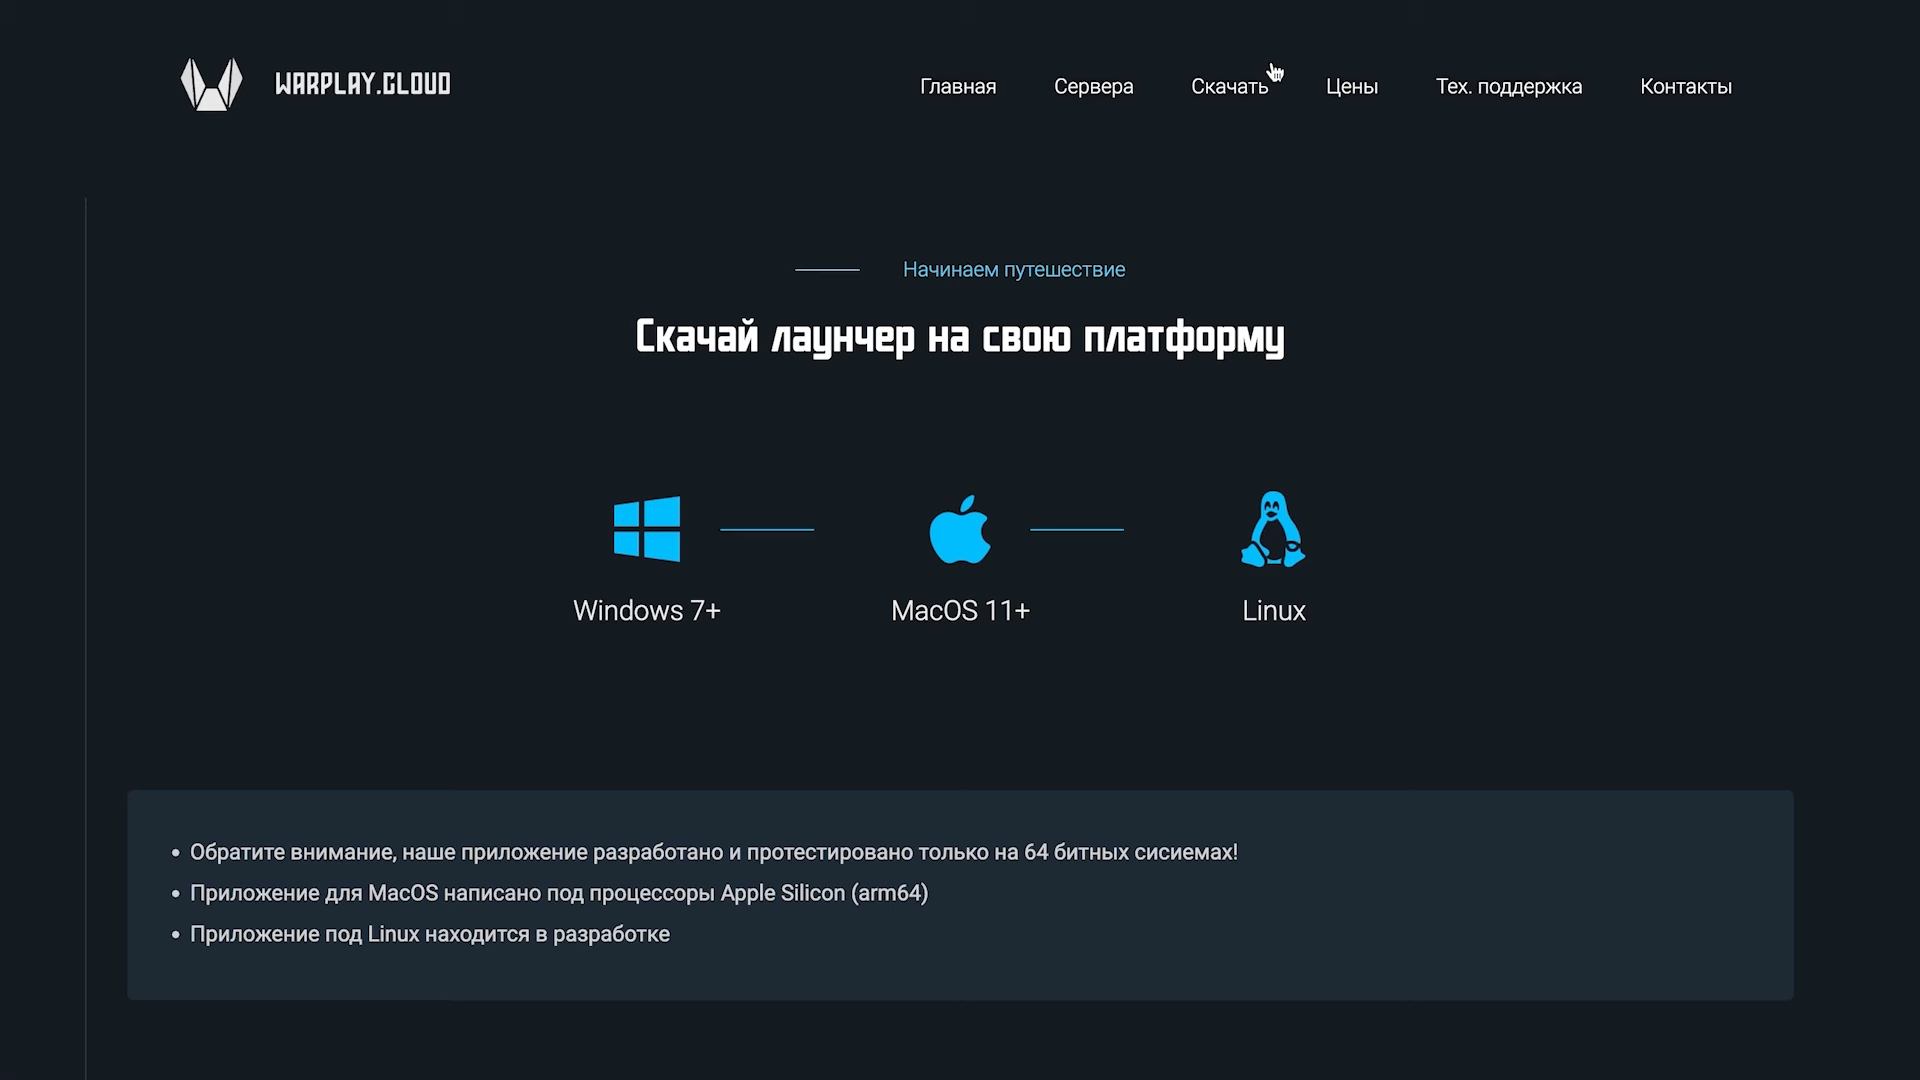 WARPLAY.CLOUD
Главная
Сервера
Скачать
Цены
Тех. поддержка
Контакты
Начинаем путешествие
Скачай лаунчер на свою платформу
Windows 7+
MacOS 11+
Linux
• Обратите внимание, наше приложение разработано и протестировано только на 64 битных сисиемах!
• Приложение для MacOS написано под процессоры Apple Silicon (arm64)
• Приложение под Linux находится в разработке